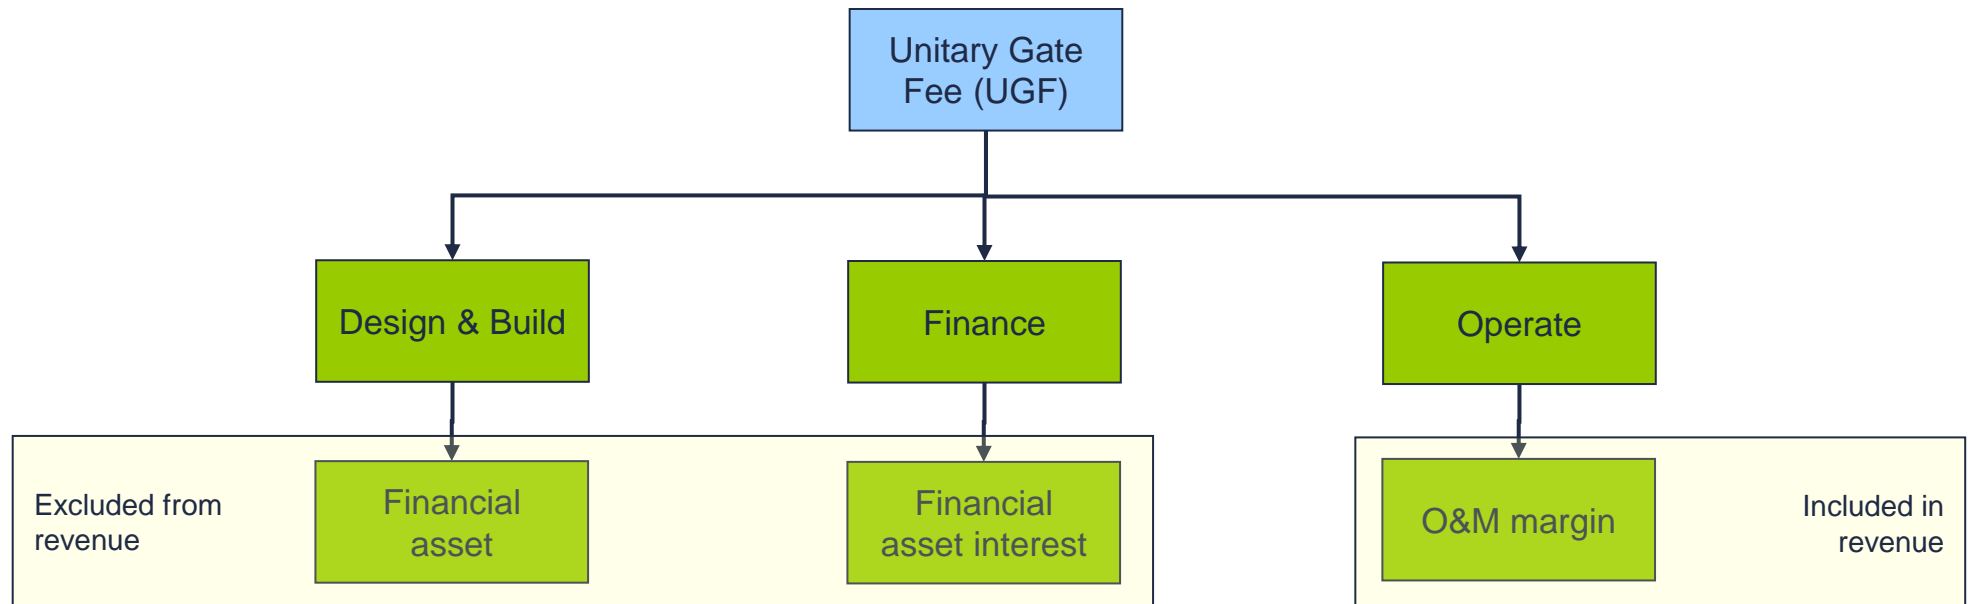 Unitary Gate
Fee (UGF)
Design & Build
Finance
Operate
Excluded from
revenue
Financial
asset
Financial
asset interest
O&M margin
Included in
revenue